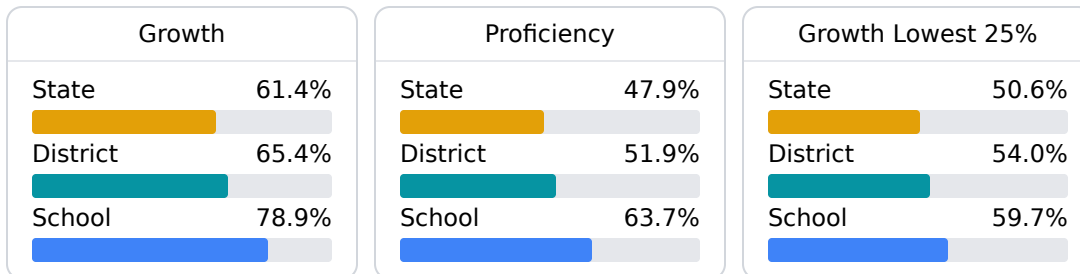 Growth
State 61.4%
District 65.4%
School 78.9%
Proficiency
State 47.9%
District 51.9%
School 63.7%
Growth Lowest 25%
State 50.6%
District 54.0%
School 59.7%